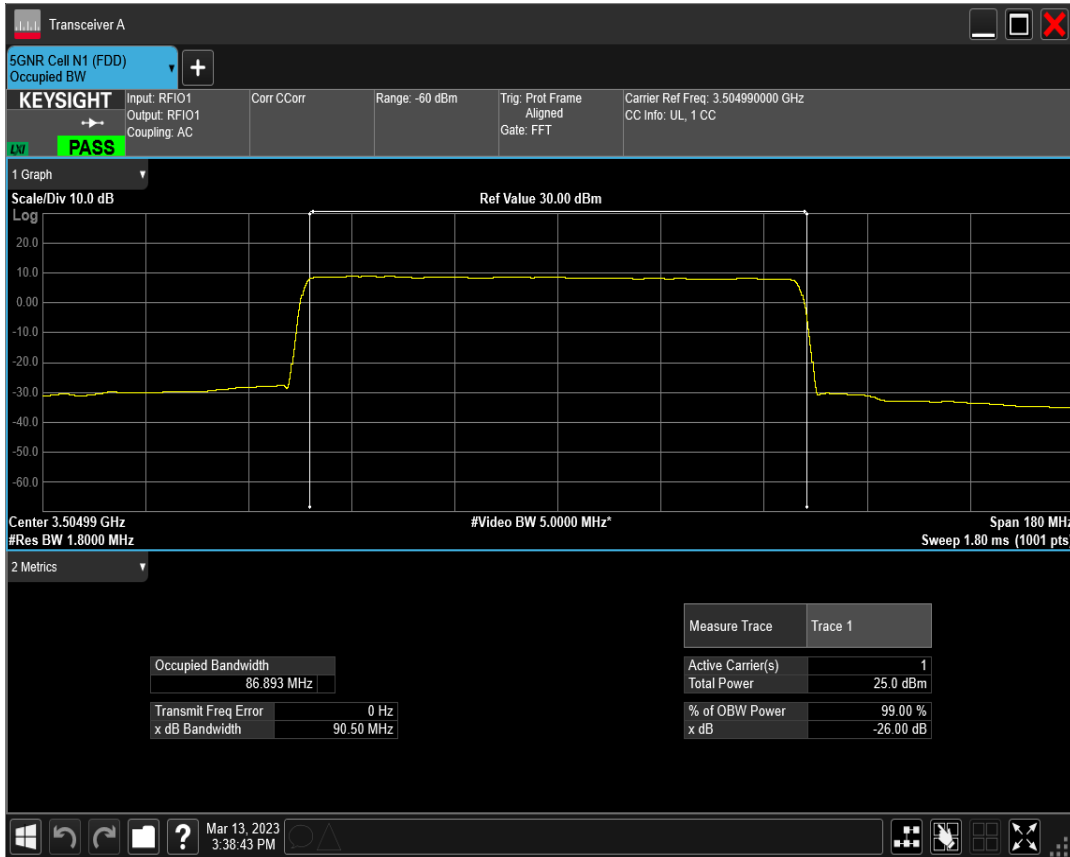 Transceiver A
5GNR Cell N1 (FDD)
Occupied BW
+
KEYSIGHT
LXI
PASS
Input: RFIO1
Output: RFIO1
Coupling: AC
Corr CCorr
Range: -60 dBm
Trig: Prot Frame
Aligned
Gate: FFT
Carrier Ref Freq: 3.504990000 GHz
CC Info: UL, 1 CC
1 Graph
Scale/Div 10.0 dB
Ref Value 30.00 dBm
Log
20.0
10.0
0.00
-10.0
-20.0
-30.0
-40.0
-50.0
-60.0
Center 3.50499 GHz
#Video BW 5.0000 MHz*
Span 180 MHz
#Res BW 1.8000 MHz
Sweep 1.80 ms (1001 pts)
2 Metrics
Measure Trace Trace 1
Occupied Bandwidth
86.893 MHz
Active Carrier(s) 1
Total Power 25.0 dBm
Transmit Freq Error 0 Hz
x dB Bandwidth 90.50 MHz
% of OBW Power 99.00 %
x dB -26.00 dB
?
Mar 13, 2023
3:38:43 PM